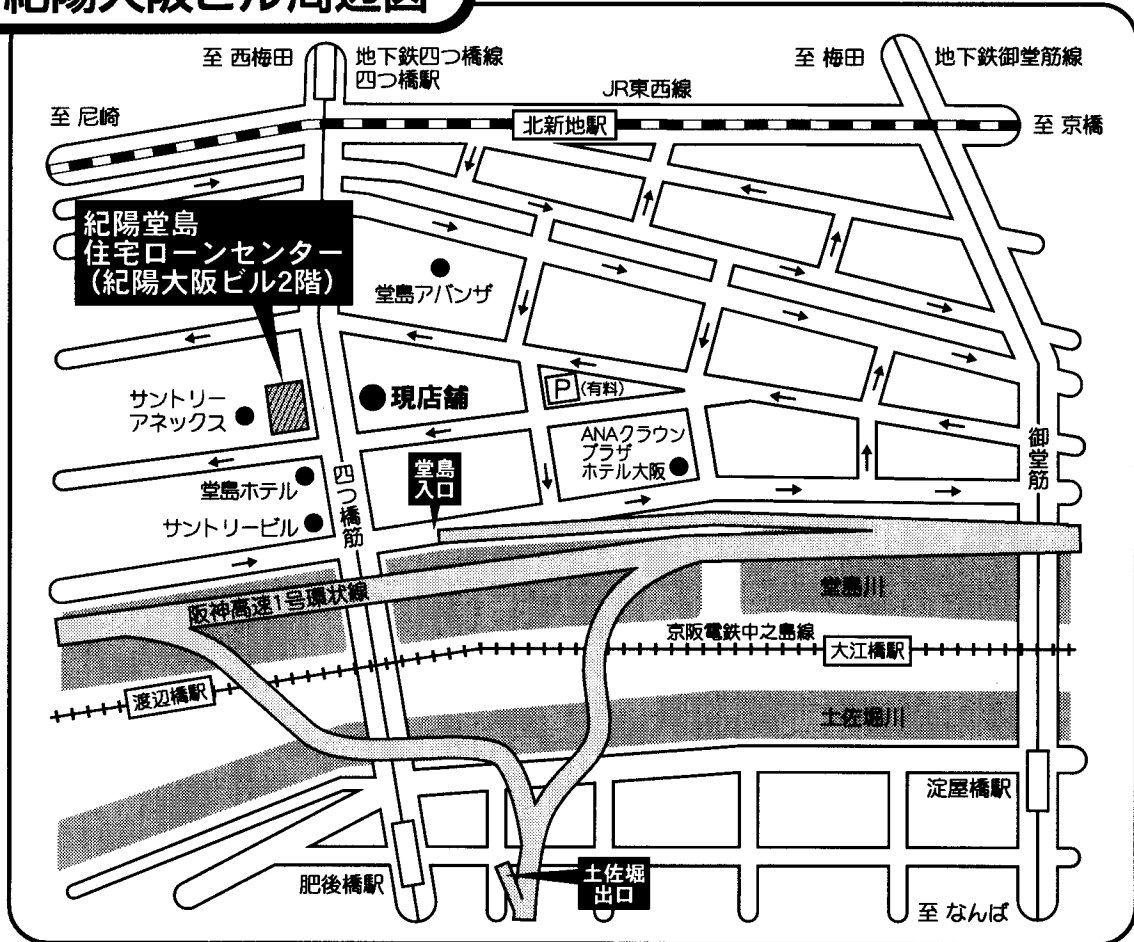 紀陽大阪ビル周辺図
至 西梅田
地下鉄四つ橋線
四つ橋駅
至 梅田
地下鉄御堂筋線
JR東西線
至 尼崎
北新地駅
至 京橋
紀陽堂島
住宅ローンセンター
(紀陽大阪ビル2階)
堂島アバンザ
サントリー
アネックス
現店舗
P (有料)
ANAクラウン
プラザ
ホテル大阪
御堂筋
堂島
入口
堂島ホテル
四つ橋筋
サントリービル
阪神高速1号環状線
堂島川
京阪電鉄中之島線
大江橋駅
渡辺橋駅
土佐堀川
淀屋橋駅
肥後橋駅
土佐堀
出口
至 なんば